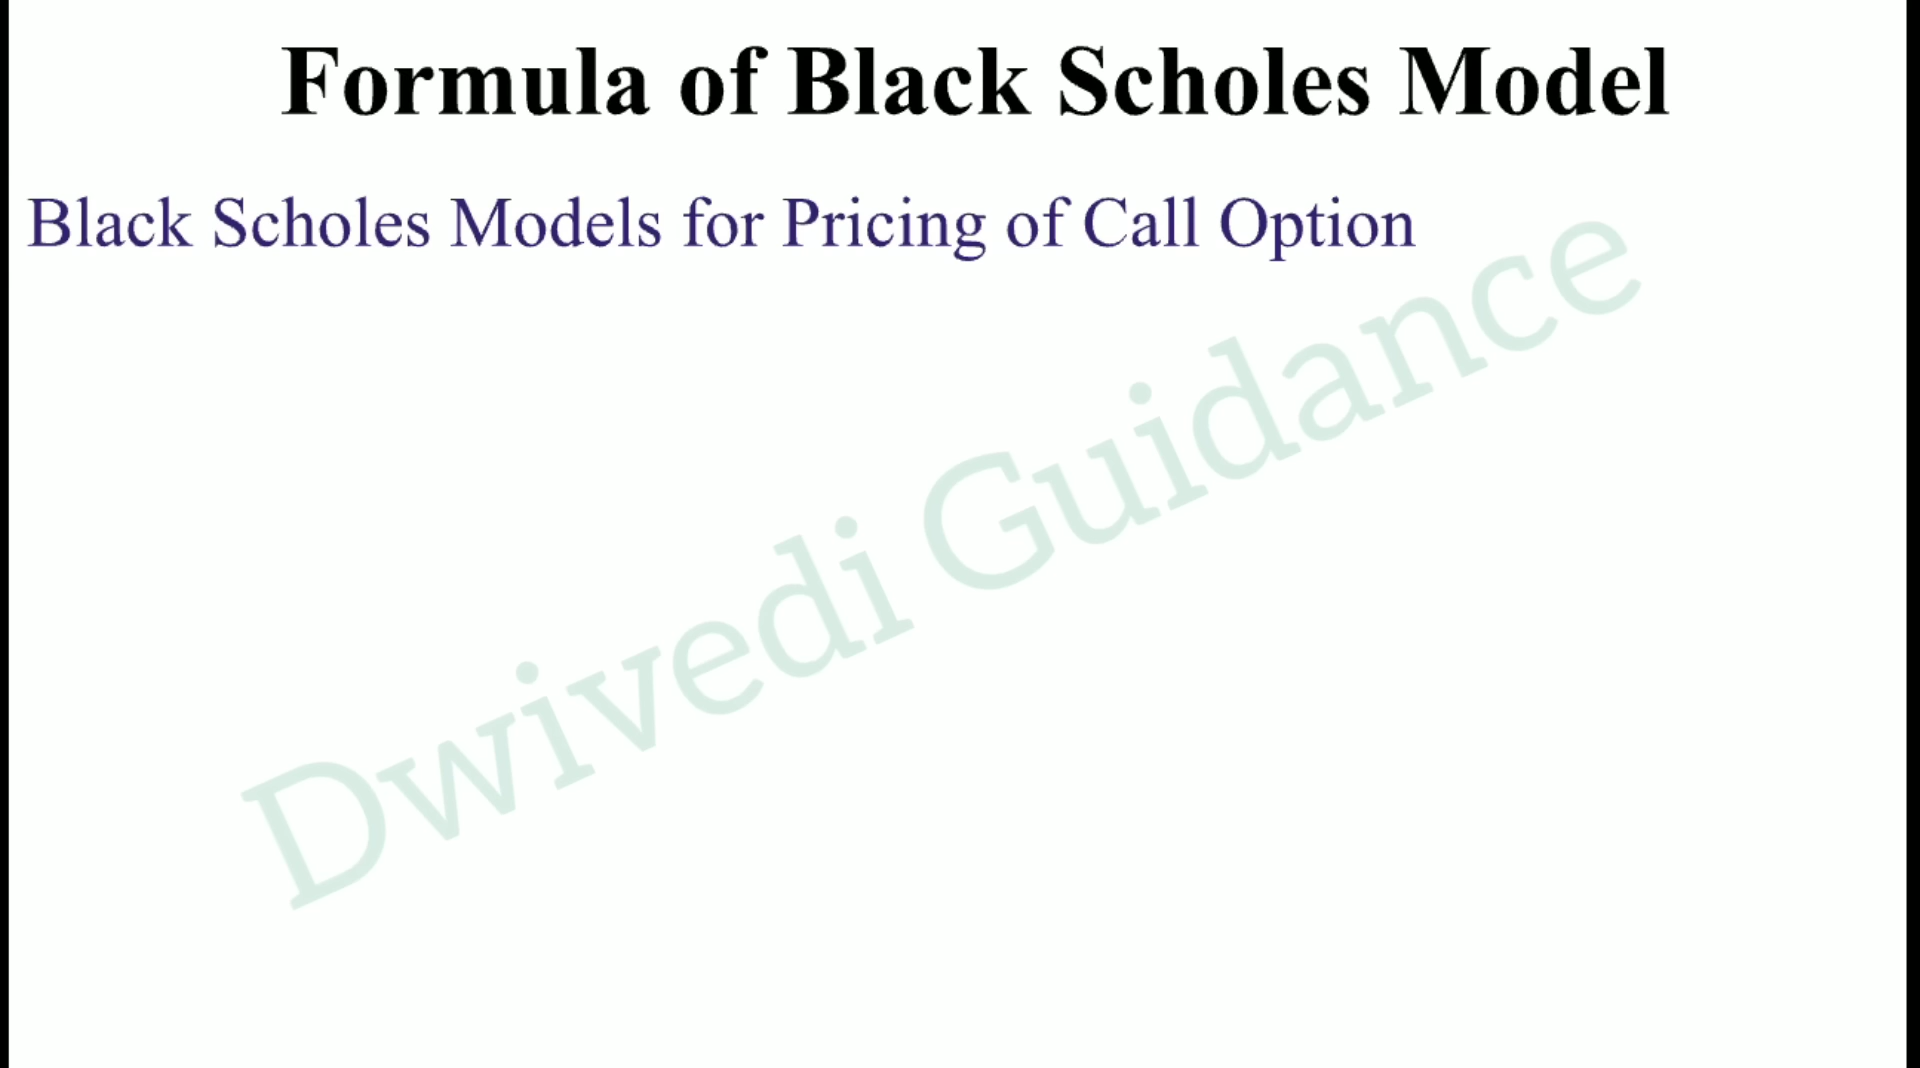 Formula of Black Scholes Model
Black Scholes Models for Pricing of Call Option
Dwivedi Guidance